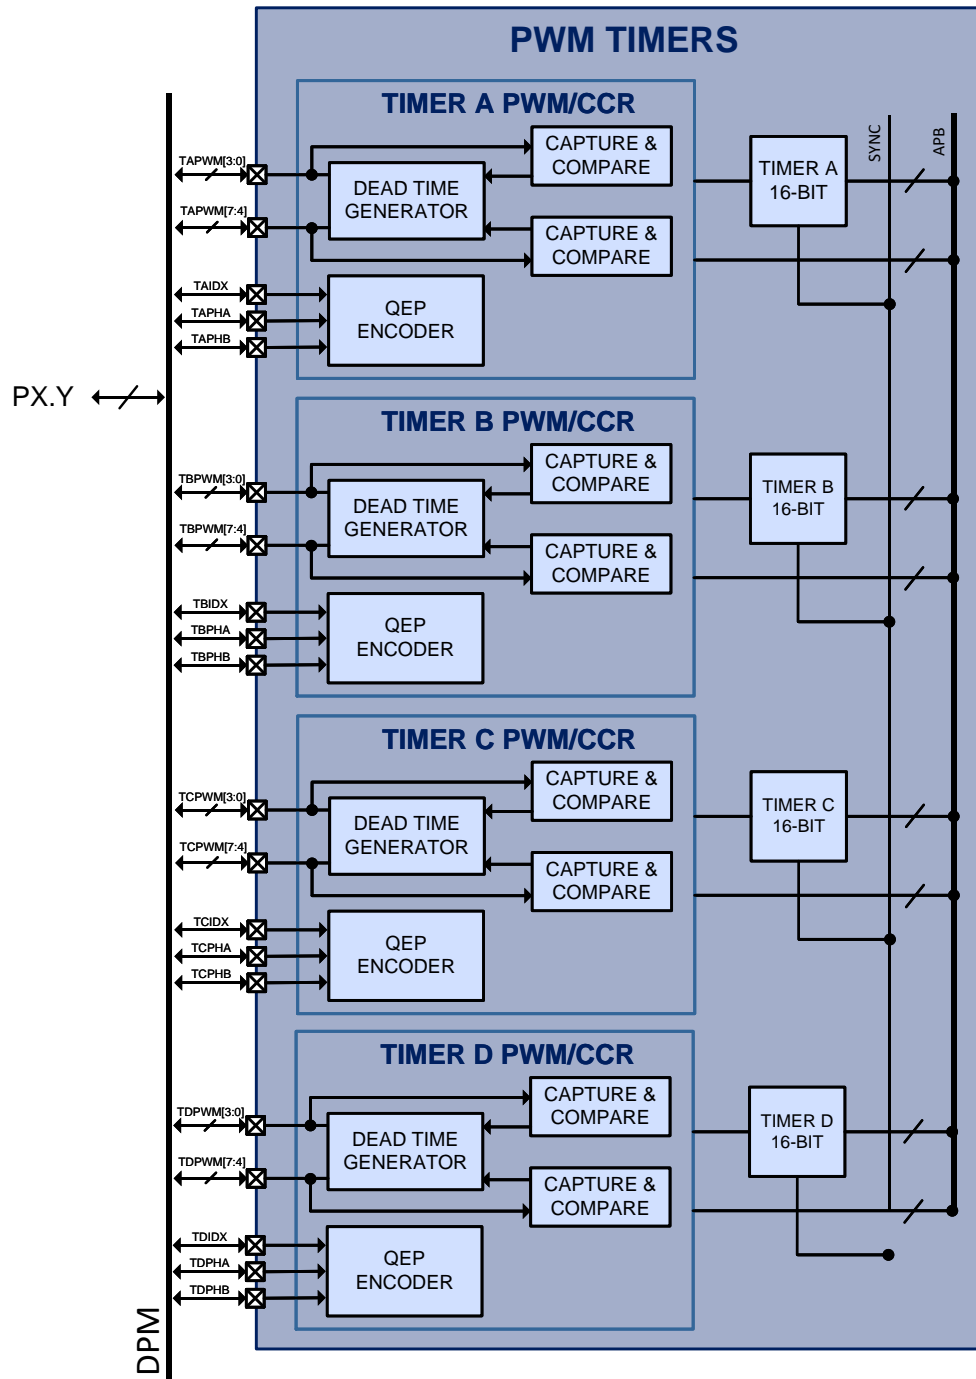 PWM TIMERS
TIMER A PWM/CCR
SYNC
APB
TAPWM[3:0]
TAPWM[7:4]
DEAD TIME
GENERATOR
CAPTURE &
COMPARE
CAPTURE &
COMPARE
TIMER A
16-BIT
TAIDX
TAPHA
TAPHB
QEP
ENCODER
PX.Y
TIMER B PWM/CCR
TBPWM[3:0]
TBPWM[7:4]
DEAD TIME
GENERATOR
CAPTURE &
COMPARE
CAPTURE &
COMPARE
TIMER B
16-BIT
TBIDX
TBPHA
TBPHB
QEP
ENCODER
TIMER C PWM/CCR
TCPWM[3:0]
TCPWM[7:4]
DEAD TIME
GENERATOR
CAPTURE &
COMPARE
CAPTURE &
COMPARE
TIMER C
16-BIT
TCIDX
TCPHA
TCPHB
QEP
ENCODER
TIMER D PWM/CCR
TDPWM[3:0]
TDPWM[7:4]
DEAD TIME
GENERATOR
CAPTURE &
COMPARE
CAPTURE &
COMPARE
TIMER D
16-BIT
TDIDX
TDPHA
TDPHB
QEP
ENCODER
DPM